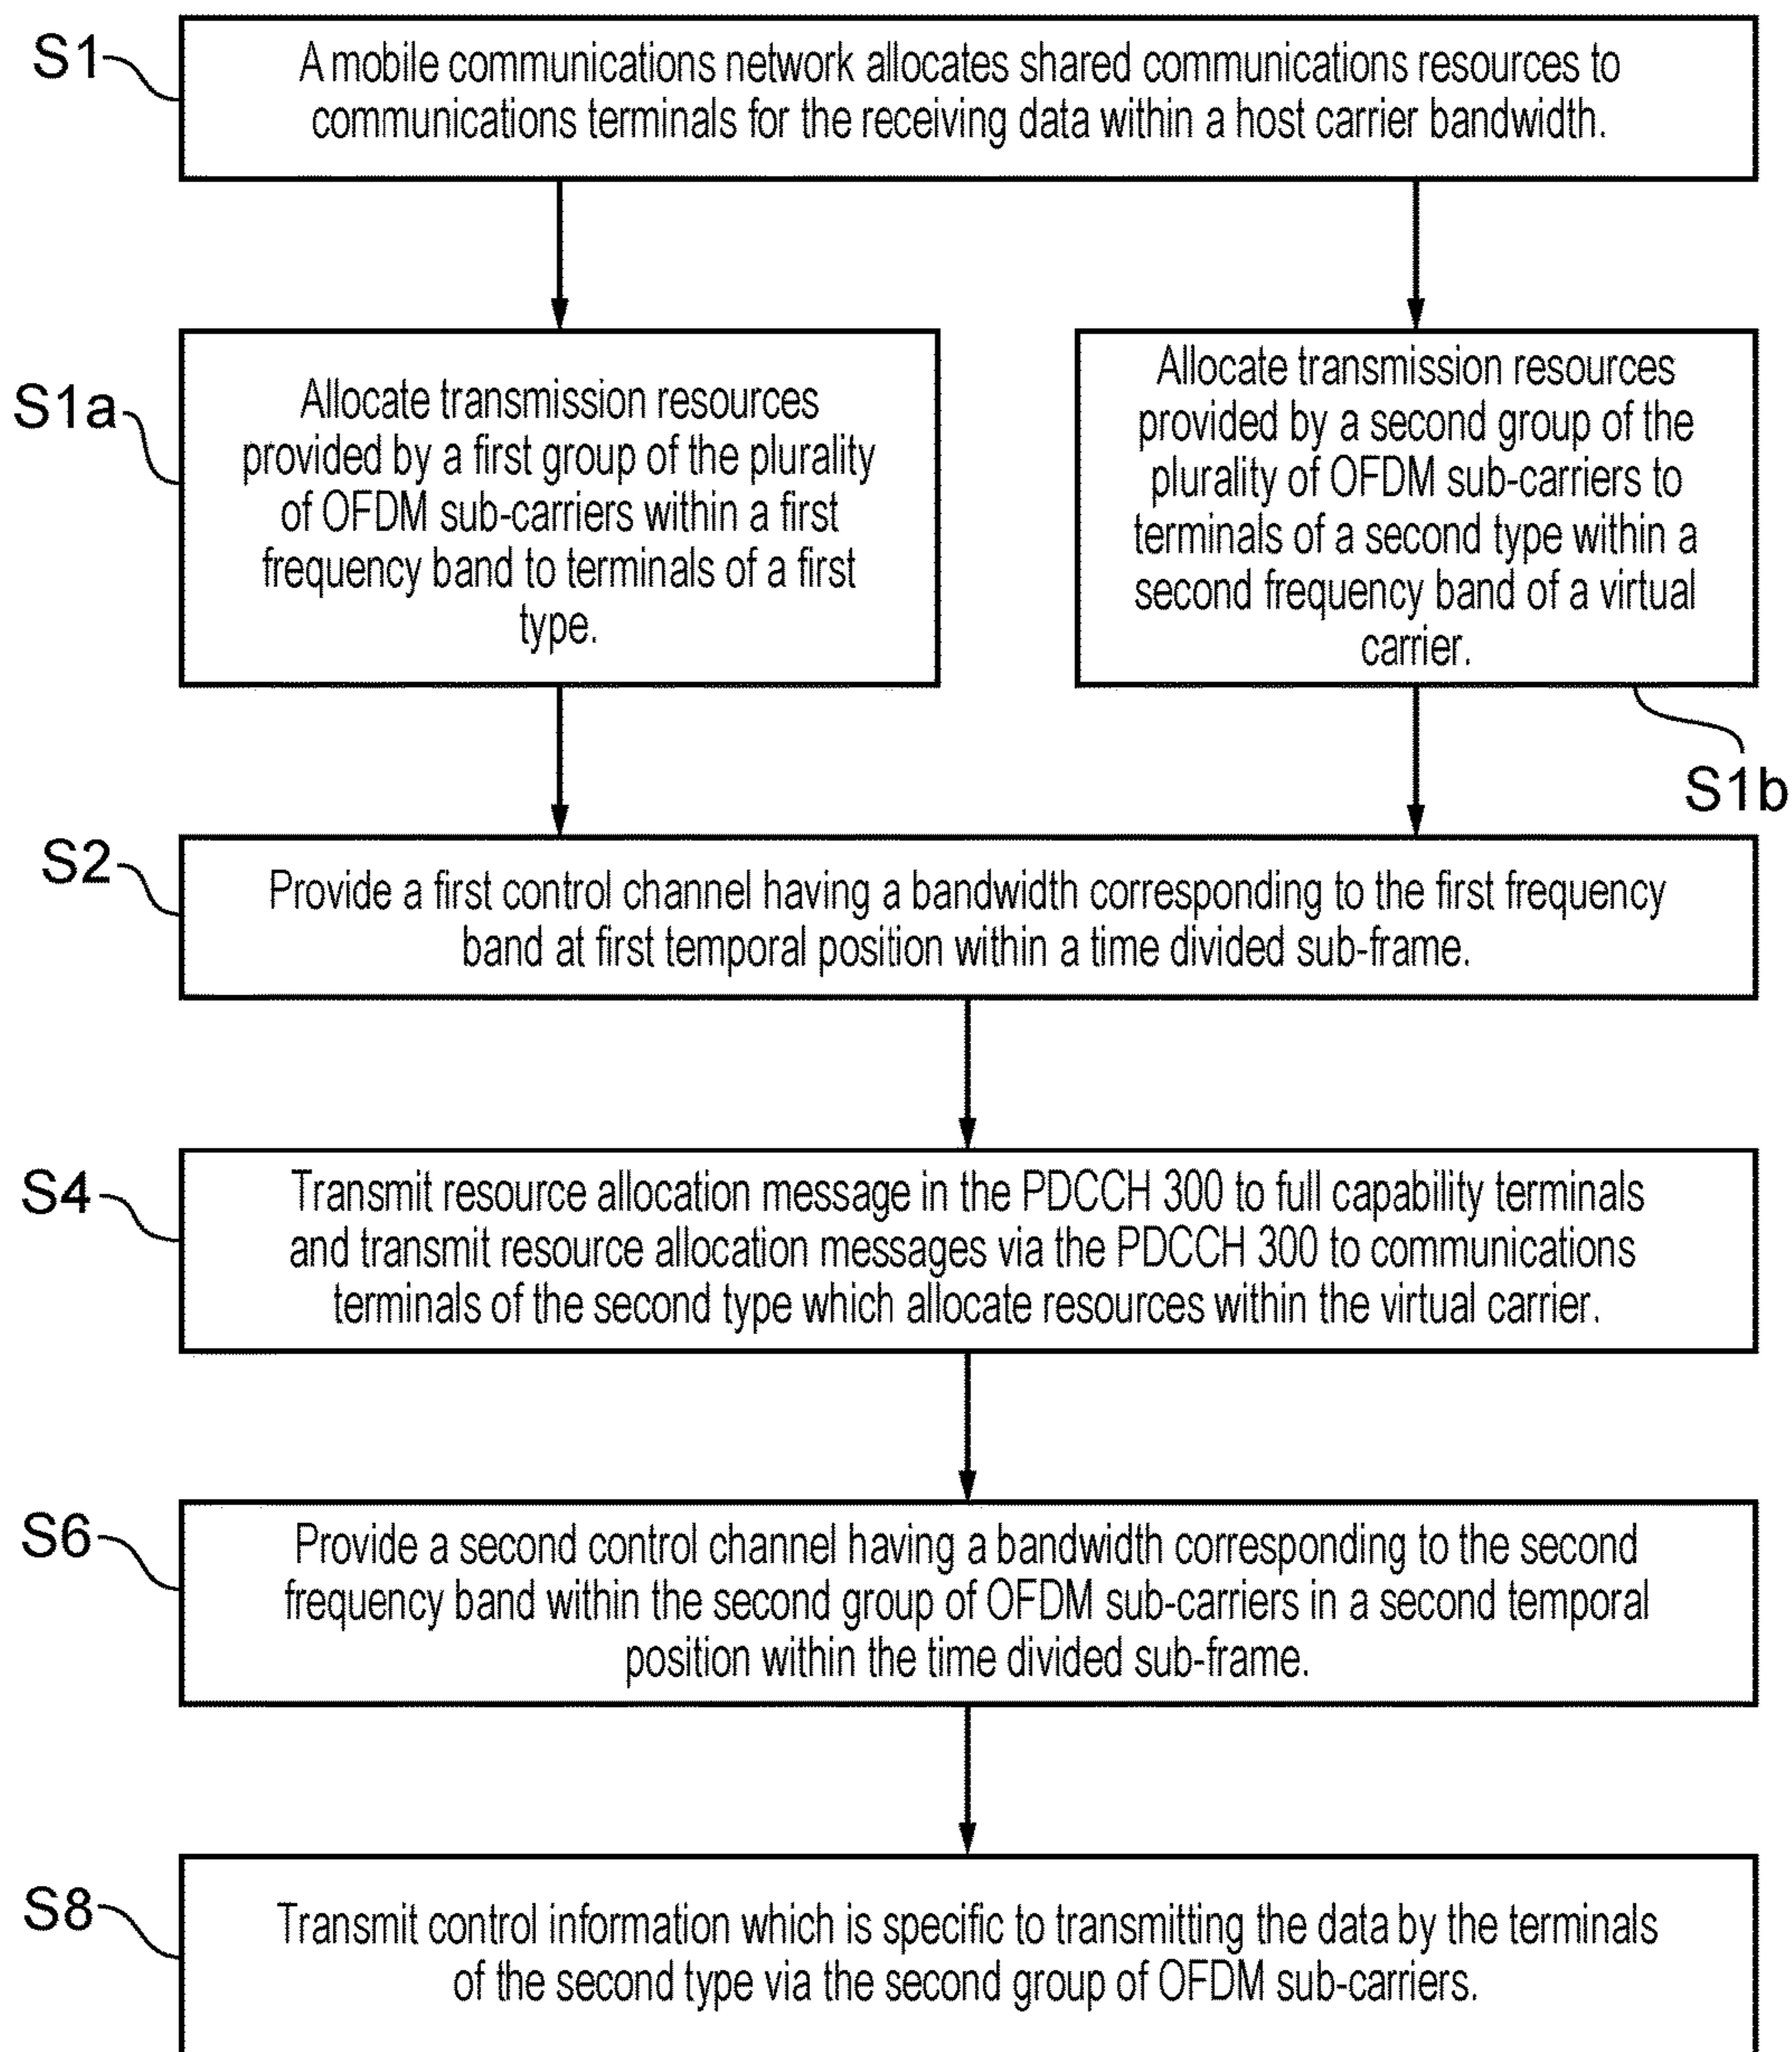 S1
A mobile communications network allocates shared communications resources to
communications terminals for the receiving data within a host carrier bandwidth.
S1a
Allocate transmission resources
provided by a first group of the plurality
of OFDM sub-carriers within a first
frequency band to terminals of a first
type.
Allocate transmission resources
provided by a second group of the
plurality of OFDM sub-carriers to
terminals of a second type within a
second frequency band of a virtual
carrier.
S1b
S2
Provide a first control channel having a bandwidth corresponding to the first frequency
band at first temporal position within a time divided sub-frame.
S4
Transmit resource allocation message in the PDCCH 300 to full capability terminals
and transmit resource allocation messages via the PDCCH 300 to communications
terminals of the second type which allocate resources within the virtual carrier.
S6
Provide a second control channel having a bandwidth corresponding to the second
frequency band within the second group of OFDM sub-carriers in a second temporal
position within the time divided sub-frame.
S8
Transmit control information which is specific to transmitting the data by the terminals
of the second type via the second group of OFDM sub-carriers.